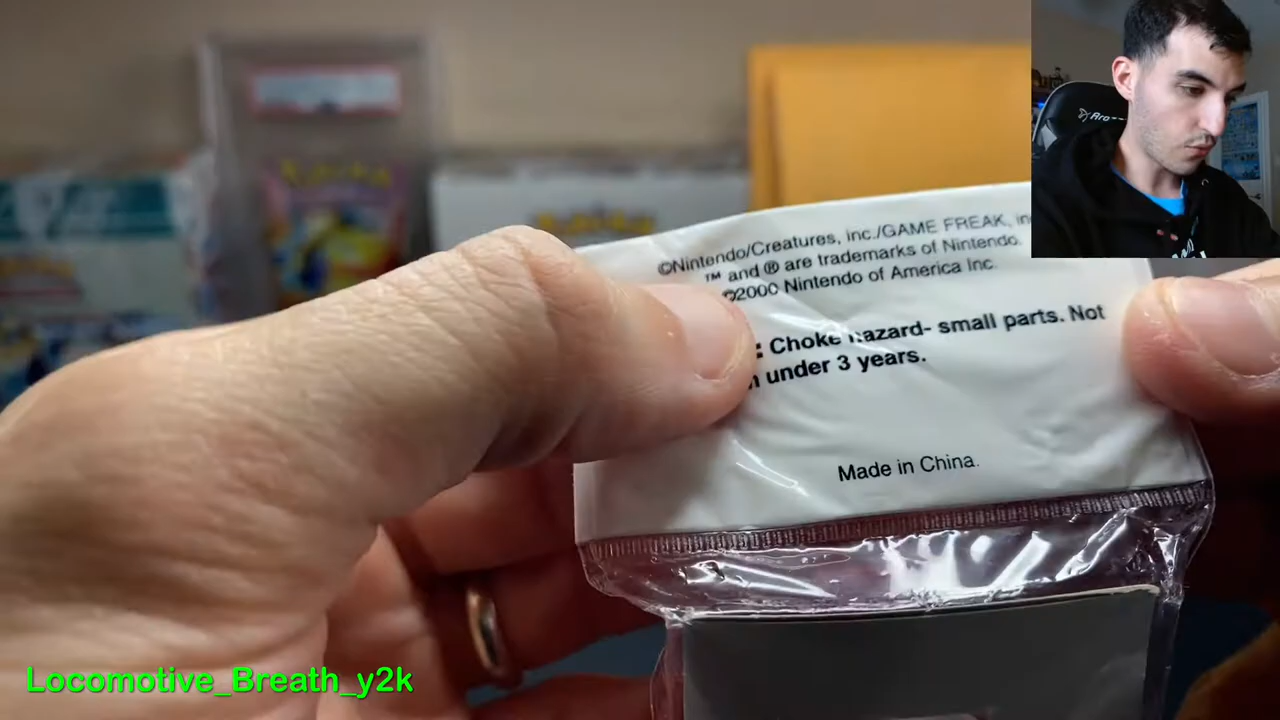 ©Nintendo/Creatures, inc./GAME FREAK,
™ and ® are trademarks of Nintendo.
©2000 Nintendo of America Inc.
: Choke hazard- small parts. Not
under 3 years.
Made in China.
Locomotive_Breath_y2k